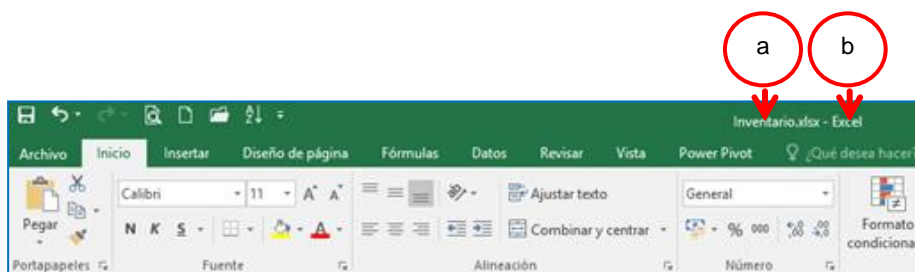 a b
Inventario.xlsx - Excel
Archivo Inicio Insertar Diseño de página Fórmulas Datos Revisar Vista Power Pivot ¿Qué desea hacer?
Calibri 11 A A Ajustar texto General
Pegar N K S A Combinar y centrar % 000 Formato
condiciona
Portapapeles Fuente Alineación Número